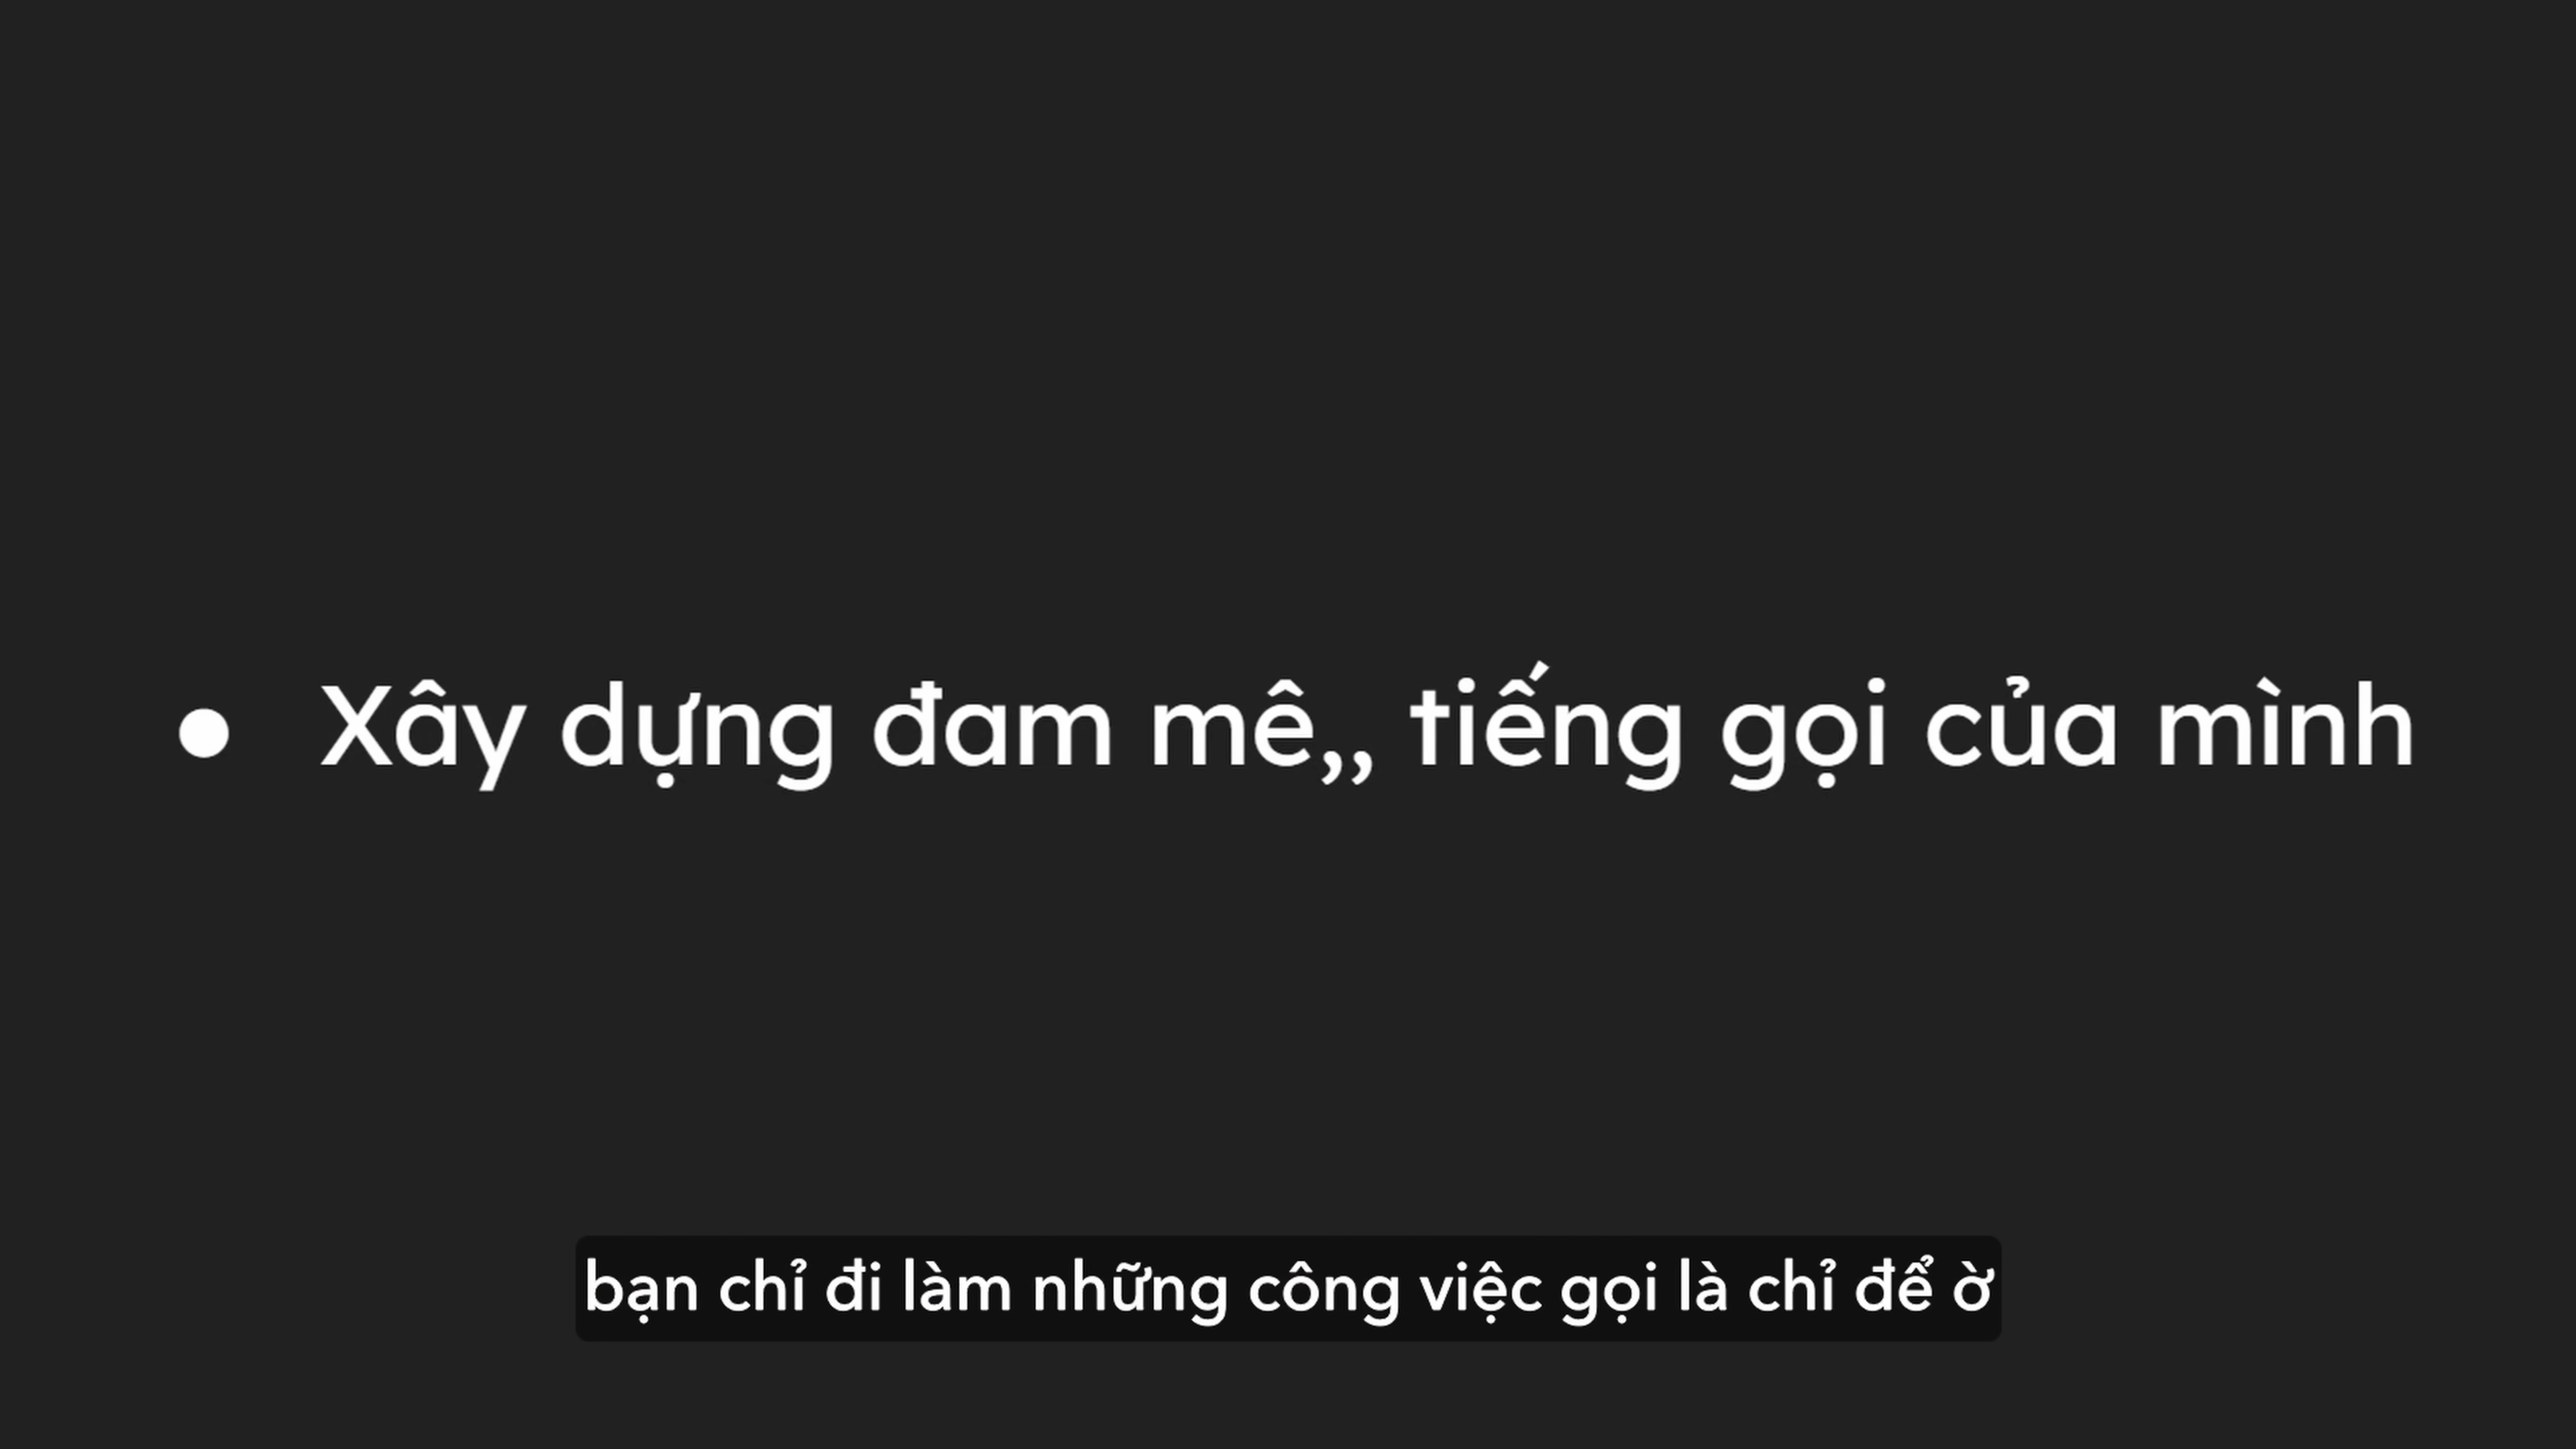 ● Xây dựng đam mê,, tiếng gọi của mình
bạn chỉ đi làm những công việc gọi là chỉ để ờ